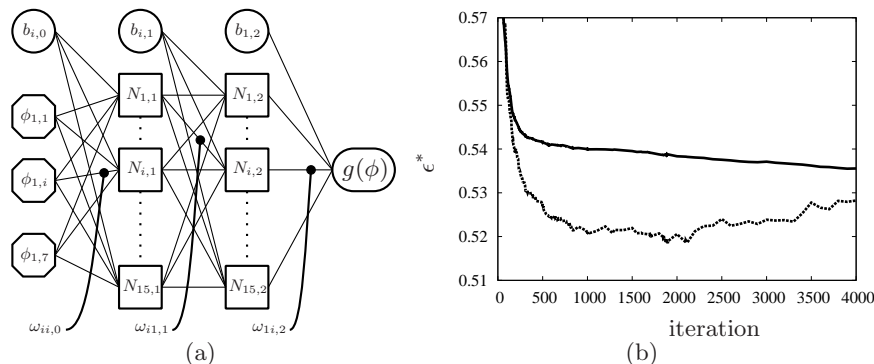 b_{i,0} b_{i,1} b_{1,2}
ϕ_{1,1} N_{1,1} N_{1,2}
ϕ_{1,i} N_{i,1} N_{i,2} g(ϕ)
ϕ_{1,7} N_{15,1} N_{15,2}
ω_{ii,0} ω_{i1,1} ω_{1i,2}
(a)
0.57
0.55
0.54
0.53
0.52
0.51
ϵ*
0 500 1000 1500 2000 2500 3000 3500 4000
iteration
(b)